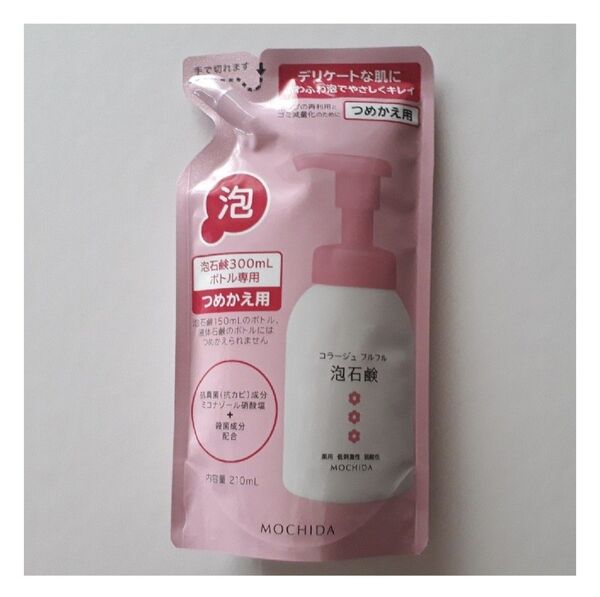 手で切れます
デリケートな肌に
わふわ泡でやさしくキレイ
の再利用と
ゴミ減量化のために
つめかえ用
泡
泡石鹸300mL
ボトル専用
つめかえ用
泡石鹸150mLのボトル、
液体石鹸のボトルには
つめかえられません
抗真菌(抗カビ)成分
ミコナゾール硝酸塩
+
殺菌成分
配合
内容量 210mL
コラージュ フルフル
泡石鹸
薬用 低刺激性 弱酸性
MOCHIDA
MOCHIDA